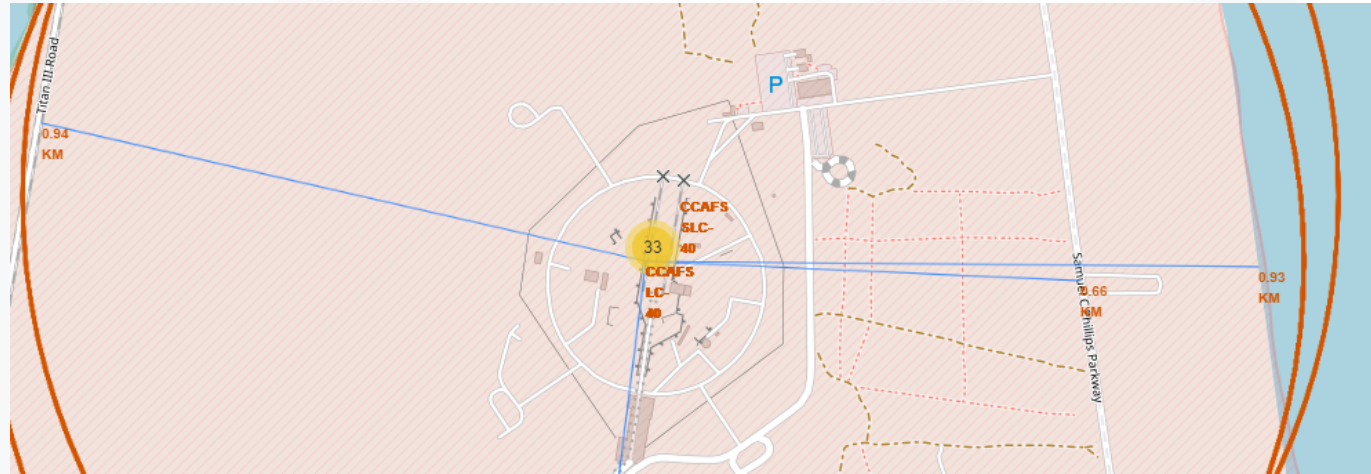 Titan III Road
0.94
KM
P
CCAFS
SLC-
40
33
CCAFS
LC-
40
Samuel C Phillips Parkway
0.66
KM
0.93
KM